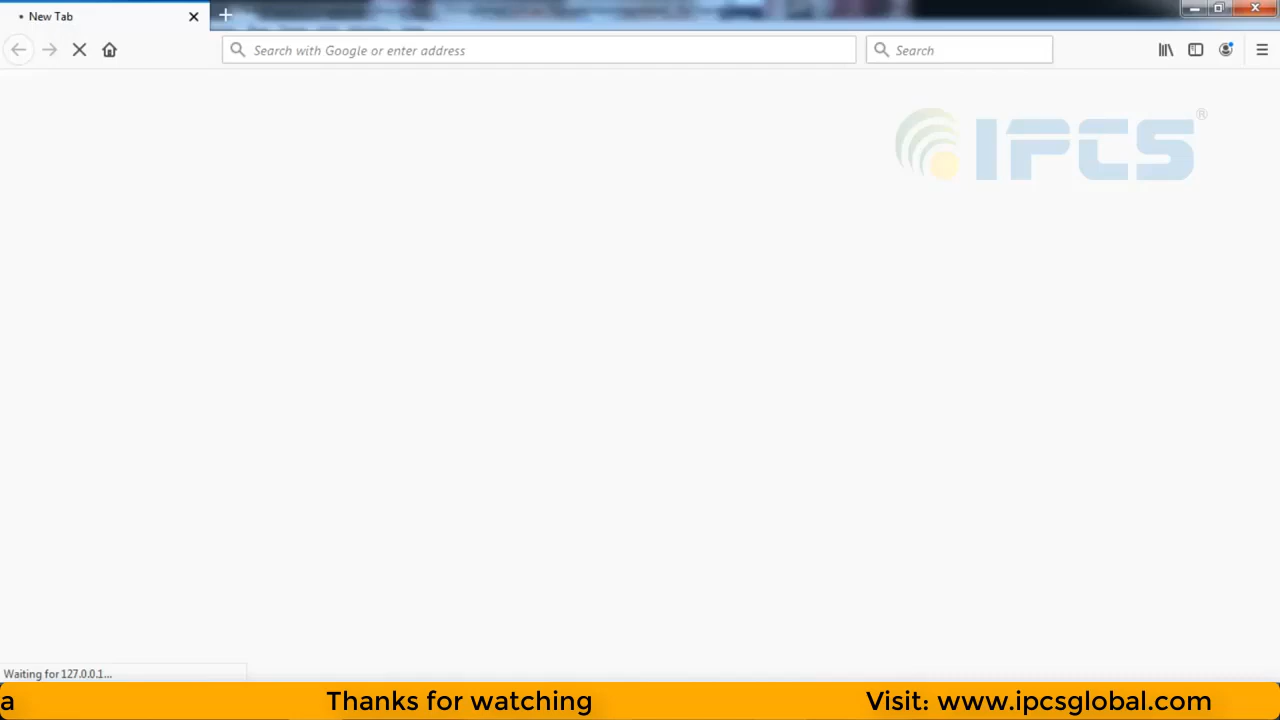 New Tab
Search with Google or enter address
Search
IPCS®
Waiting for 127.0.0.1...
a Thanks for watching Visit: www.ipcsglobal.com